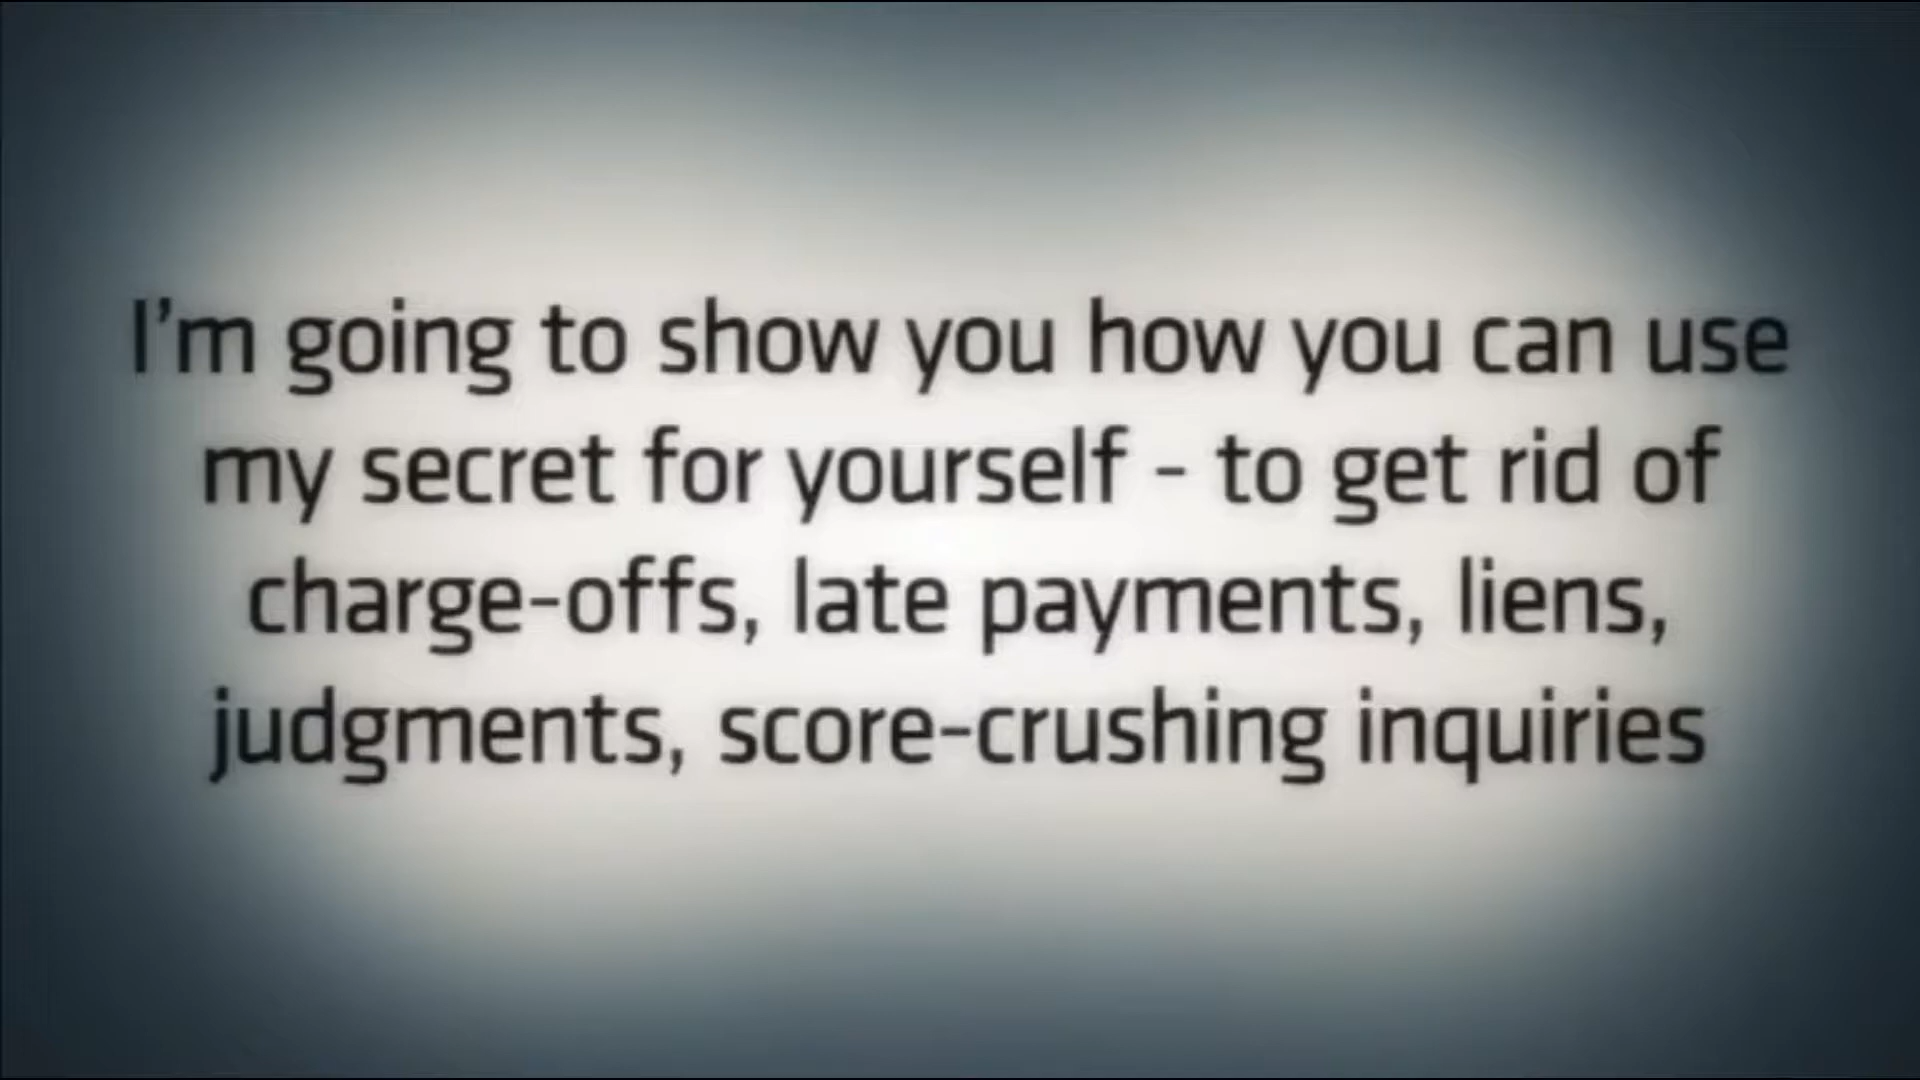 I'm going to show you how you can use
my secret for yourself - to get rid of
charge-offs, late payments, liens,
judgments, score-crushing inquiries